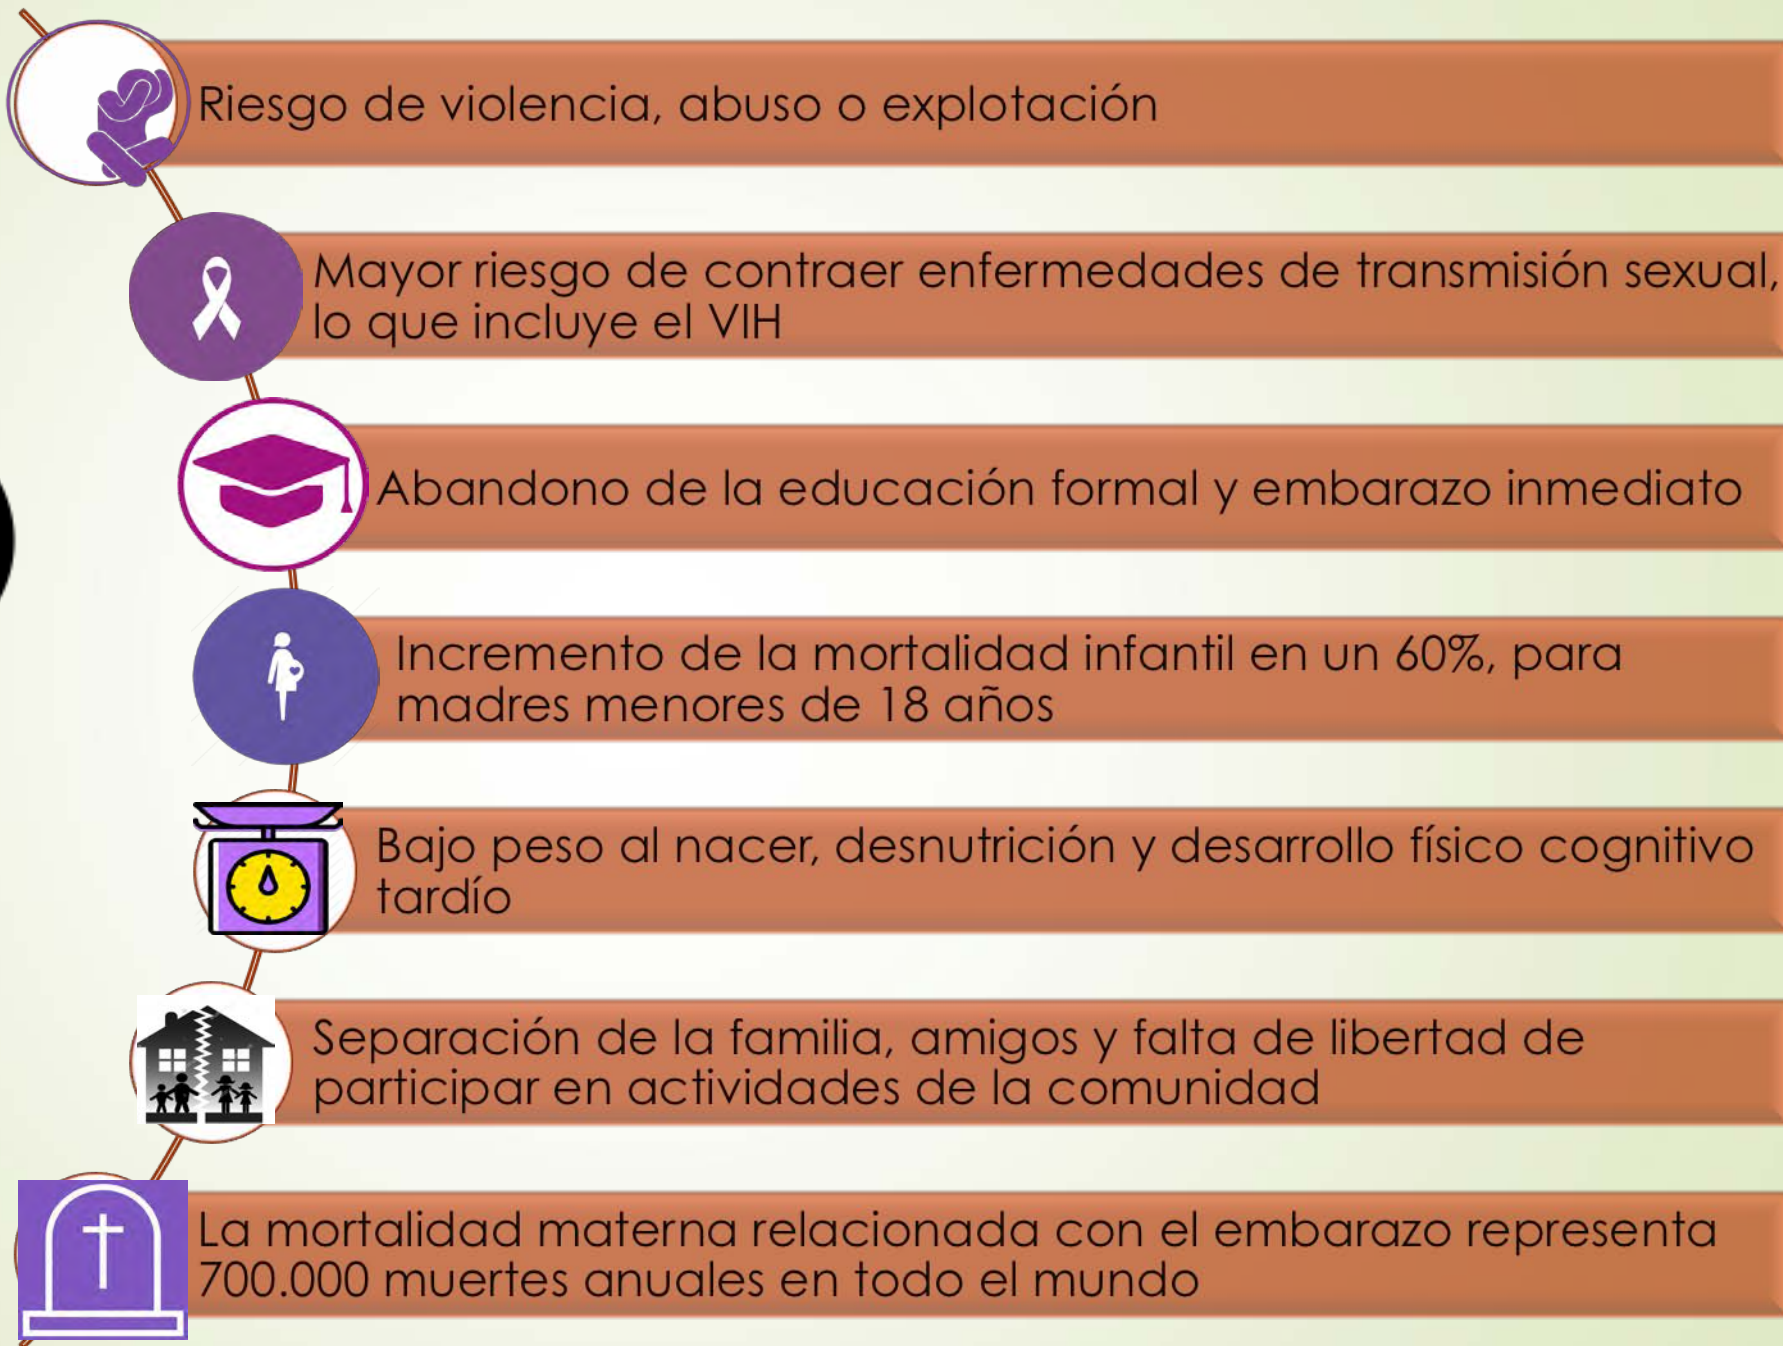 Riesgo de violencia, abuso o explotación
Mayor riesgo de contraer enfermedades de transmisión sexual,
lo que incluye el VIH
Abandono de la educación formal y embarazo inmediato
Incremento de la mortalidad infantil en un 60%, para
madres menores de 18 años
Bajo peso al nacer, desnutrición y desarrollo físico cognitivo
tardío
Separación de la familia, amigos y falta de libertad de
participar en actividades de la comunidad
La mortalidad materna relacionada con el embarazo representa
700.000 muertes anuales en todo el mundo